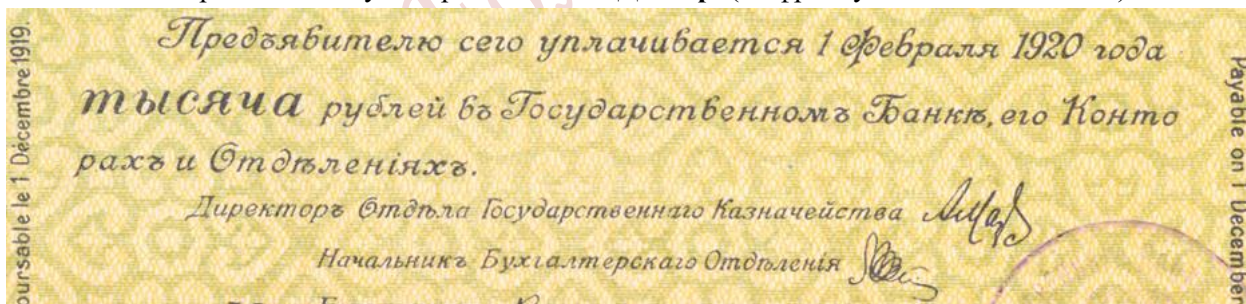 Предъявителю сего уплачивается 1 Февраля 1920 года
тысяча рублей въ Государственномъ Банкѣ, его Конто
рахъ и Отдѣленіяхъ.
Директоръ Отдѣла Государственнаго Казначейства
Начальникъ Бухгалтерскаго Отдѣленія
oursable le 1 Décembre 1919.
Payable on 1 December